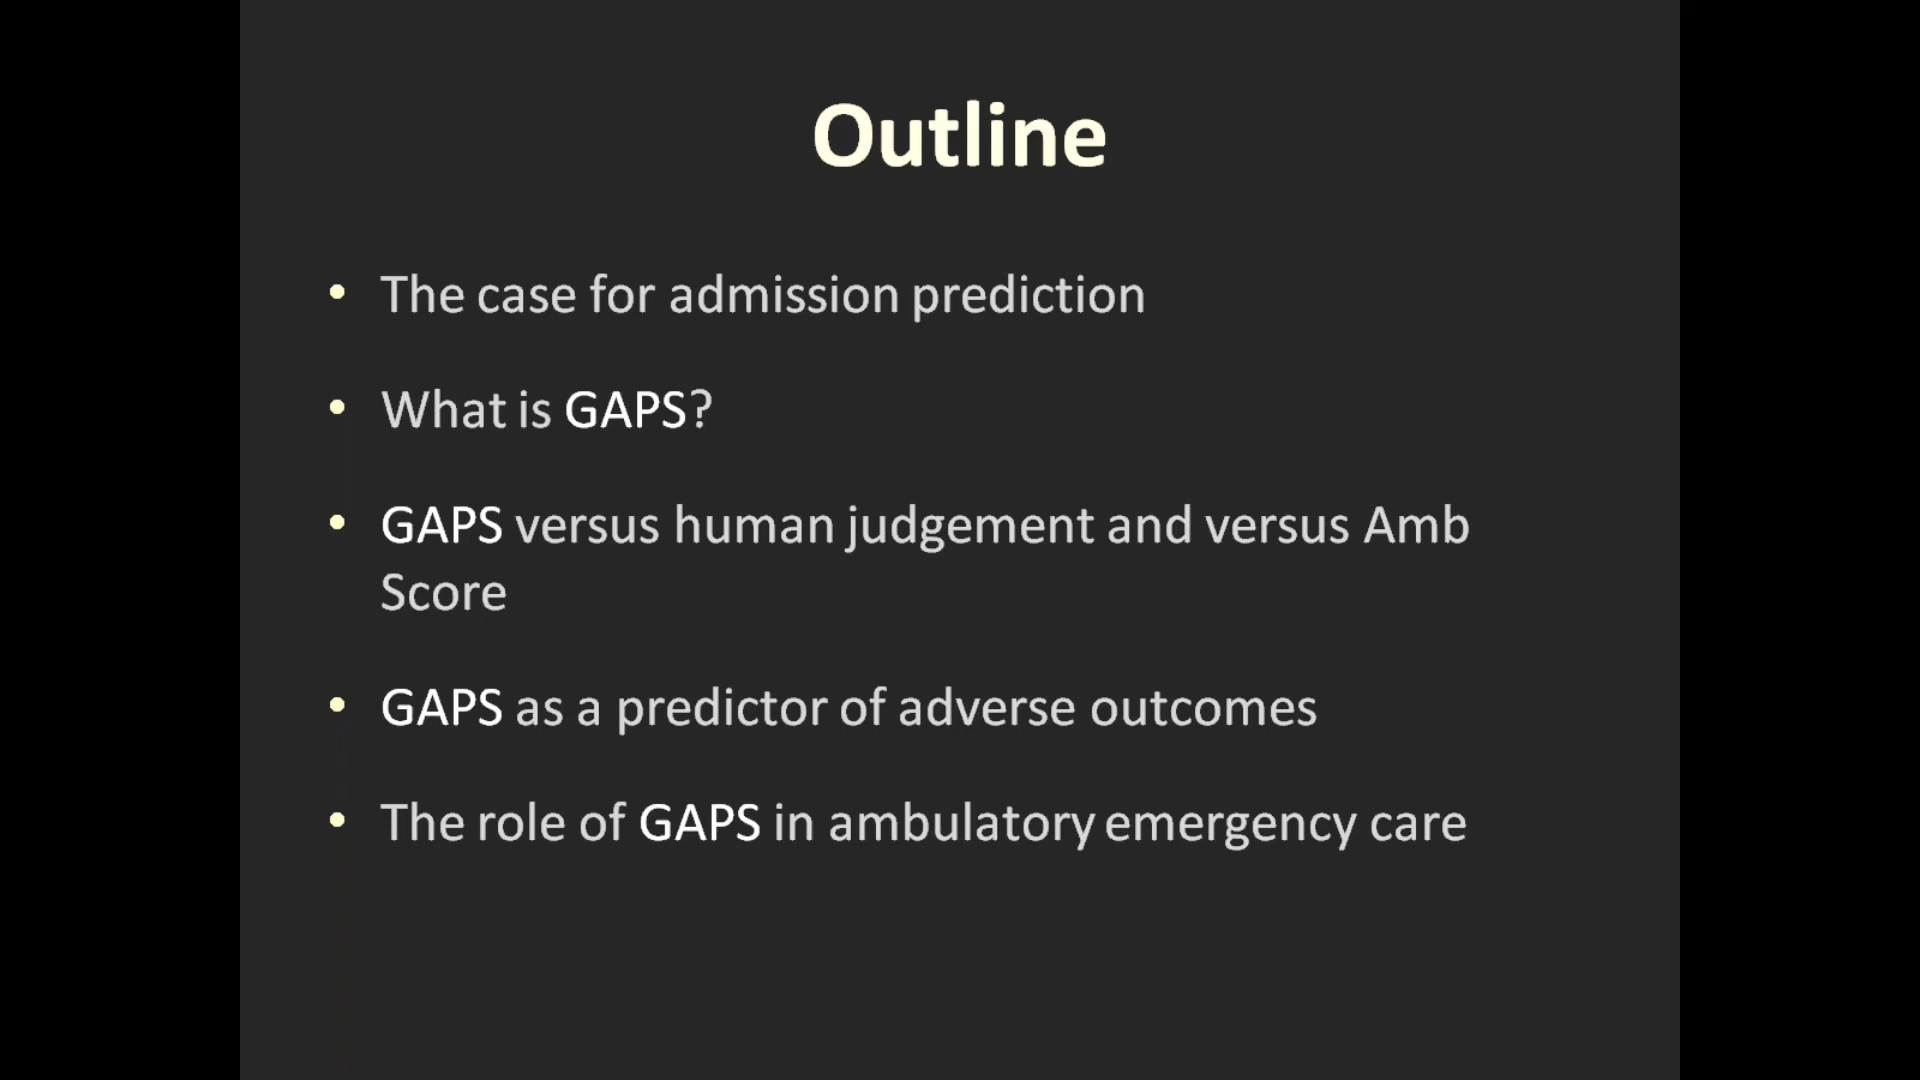 Outline
• The case for admission prediction
• What is GAPS?
• GAPS versus human judgement and versus Amb
Score
• GAPS as a predictor of adverse outcomes
• The role of GAPS in ambulatory emergency care